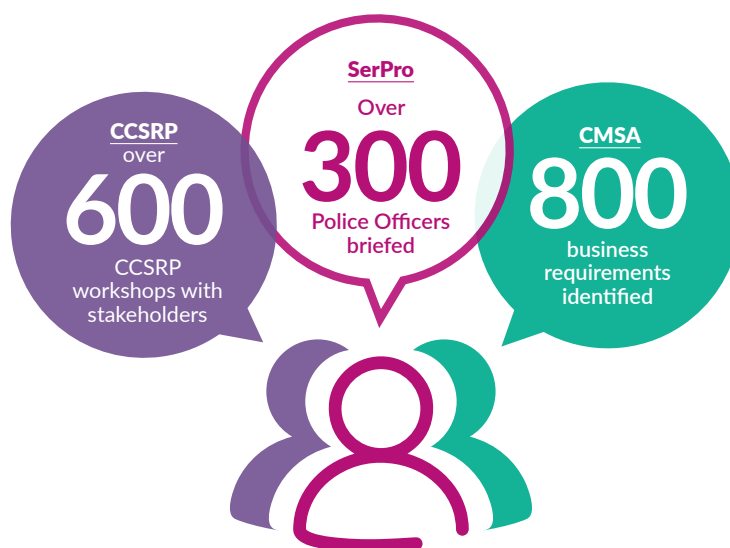 CCSRP
over
600
CCSRP
workshops with
stakeholders
SerPro
Over
300
Police Officers
briefed
CMSA
800
business
requirements
identified